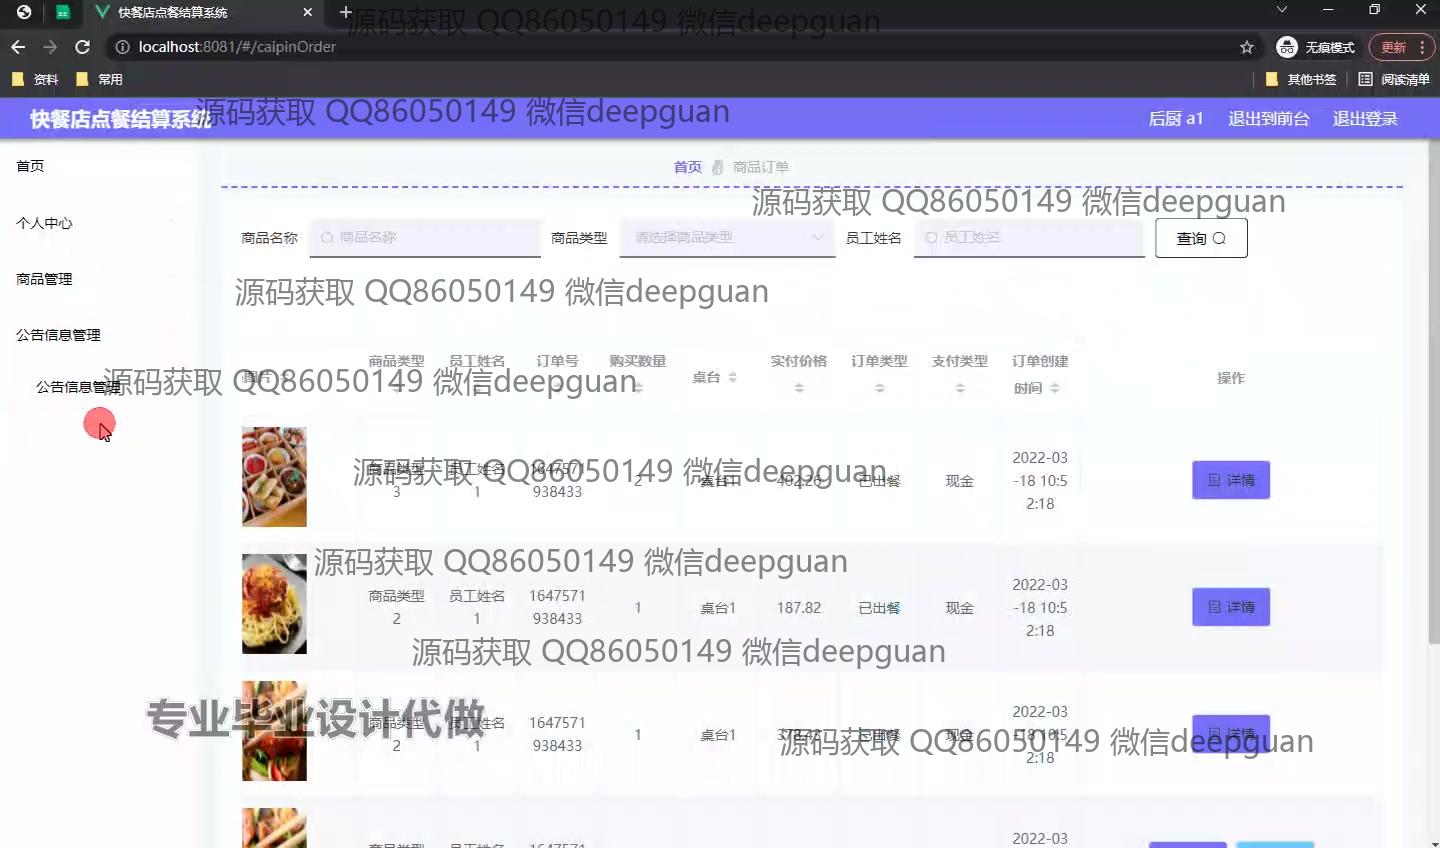 快餐店点餐结算系统
源码获取 QQ86050149 微信deepguan
localhost:8081/#/caipinOrder
无痕模式
更新
资料
常用
其他书签
阅读清单
快餐店点餐结算系统
源码获取 QQ86050149 微信deepguan
后厨 a1
退出到前台
退出登录
首页
首页
商品订单
源码获取 QQ86050149 微信deepguan
个人中心
商品名称
商品名称
商品类型
请选择商品类型
员工姓名
员工姓名
查询
商品管理
源码获取 QQ86050149 微信deepguan
公告信息管理
商品类型
员工姓名
订单号
购买数量
桌台
实付价格
订单类型
支付类型
订单创建
时间
操作
公告信息管理
源码获取 QQ86050149 微信deepguan
商品类型
3
员工姓名
1
1647571
938433
2
桌台1
402.26
已出餐
现金
2022-03
-18 10:5
2:18
详情
源码获取 QQ86050149 微信deepguan
源码获取 QQ86050149 微信deepguan
商品类型
2
员工姓名
1
1647571
938433
1
桌台1
187.82
已出餐
现金
2022-03
-18 10:5
2:18
详情
源码获取 QQ86050149 微信deepguan
专业毕业设计代做
商品类型
2
员工姓名
1
1647571
938433
1
桌台1
已出餐
现金
2022-03
-18 10:5
2:18
详情
源码获取 QQ86050149 微信deepguan
商品类型
员工姓名
1647571
2022-03